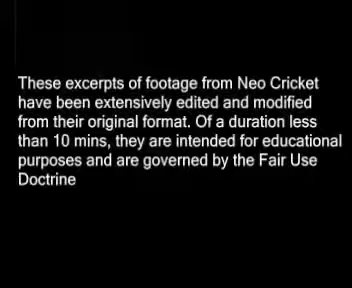 These excerpts of footage from Neo Cricket
have been extensively edited and modified
from their original format. Of a duration less
than 10 mins, they are intended for educational
purposes and are governed by the Fair Use
Doctrine